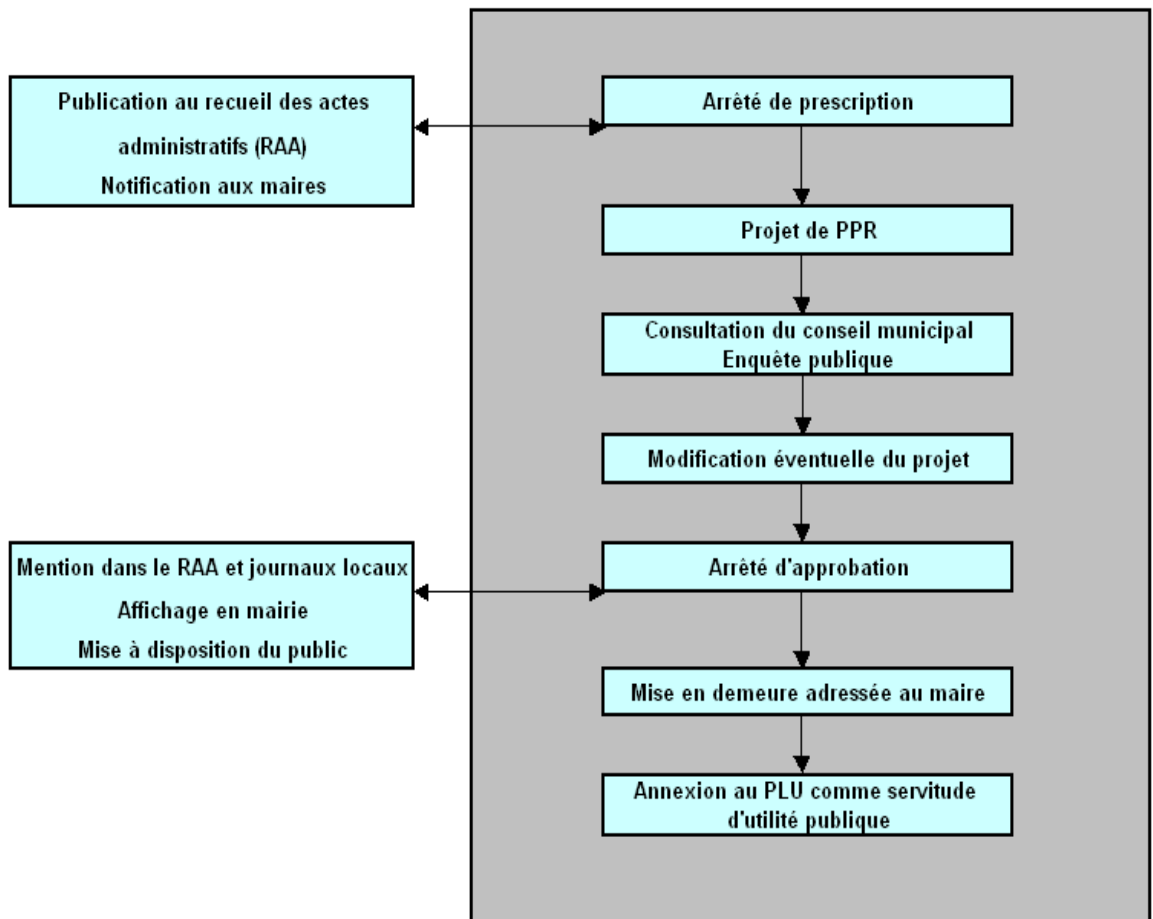 Publication au recueil des actes
administratifs (RAA)
Notification aux maires
Arrêté de prescription
Projet de PPR
Consultation du conseil municipal
Enquête publique
Modification éventuelle du projet
Mention dans le RAA et journaux locaux
Affichage en mairie
Mise à disposition du public
Arrêté d'approbation
Mise en demeure adressée au maire
Annexion au PLU comme servitude
d'utilité publique